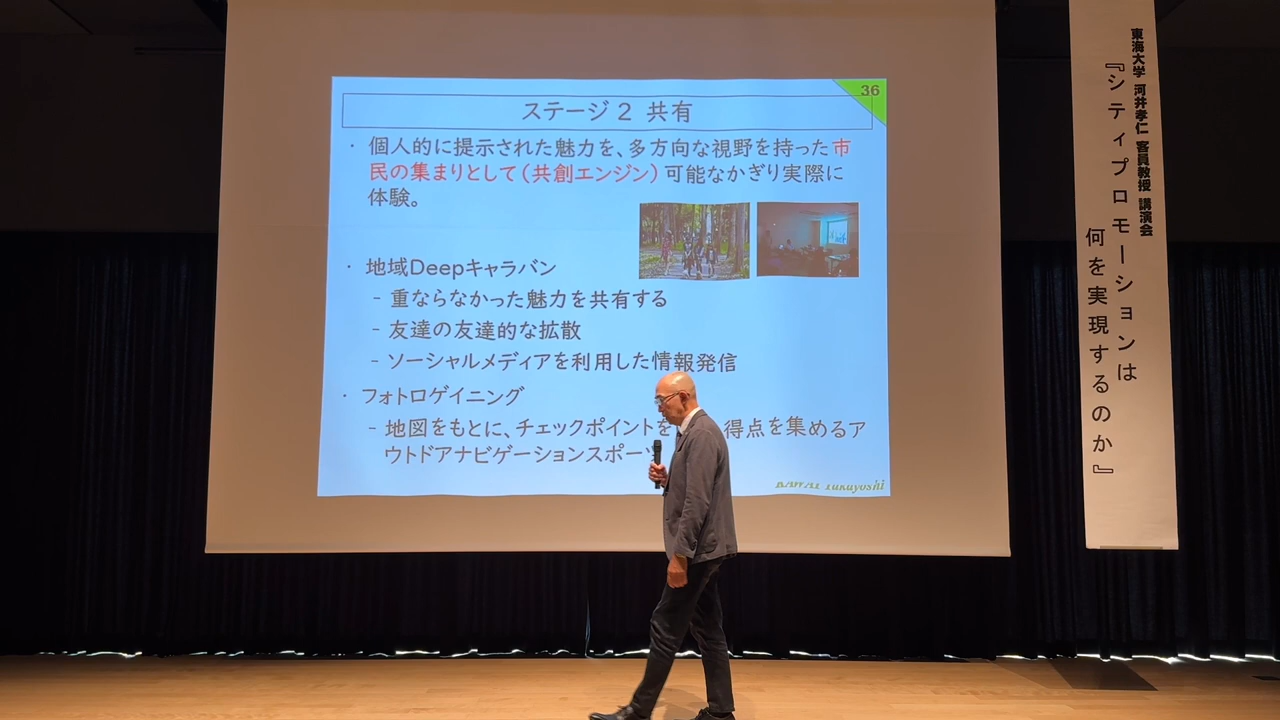 36
ステージ2 共有
・ 個人的に提示された魅力を、多方向な視野を持った市
民の集まりとして(共創エンジン)可能なかぎり実際に
体験。
・ 地域Deepキャラバン
- 重ならなかった魅力を共有する
- 友達の友達的な拡散
- ソーシャルメディアを利用した情報発信
・ フォトロゲイニング
- 地図をもとに、チェックポイントを 得点を集めるア
ウトドアナビゲーションスポー
Takayoshi
東海大学 河井孝仁 客員教授 講演会
『シティプロモーションは
何を実現するのか』